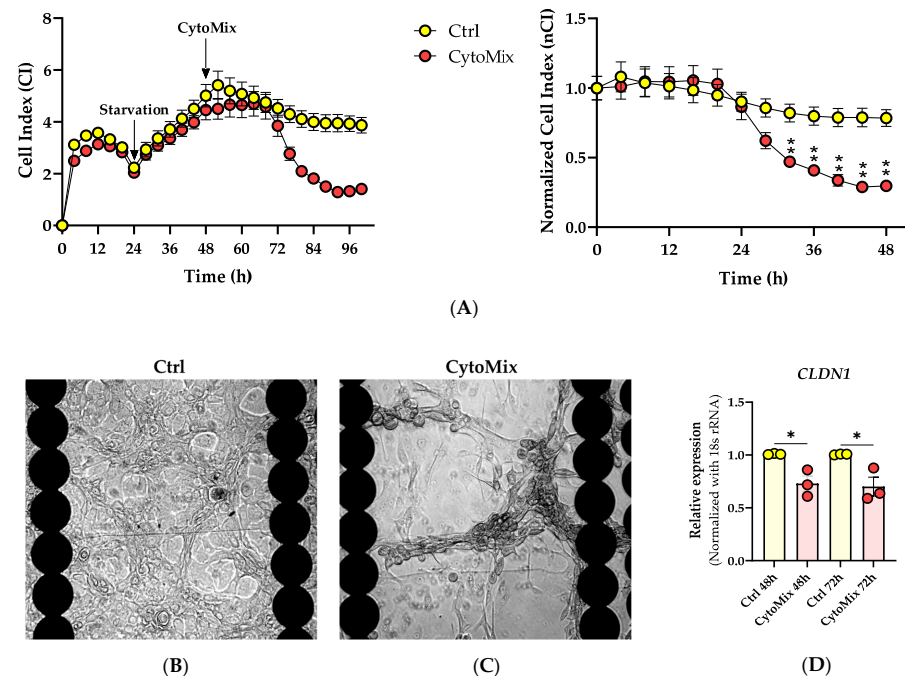 CytoMix
Starvation
Ctrl
CytoMix
Cell Index (CI)
8
6
4
2
0
0 12 24 36 48 60 72 84 96
Time (h)
Normalized Cell Index (nCI)
1.5
1.0
0.5
0.0
** ** ** ** **
0 12 24 36 48
Time (h)
(A)
Ctrl
CytoMix
CLDN1
Relative expression
(Normalized with 18s rRNA)
1.5
1.0
0.5
0.0
* *
Ctrl 48h
CytoMix 48h
Ctrl 72h
CytoMix 72h
(B)
(C)
(D)